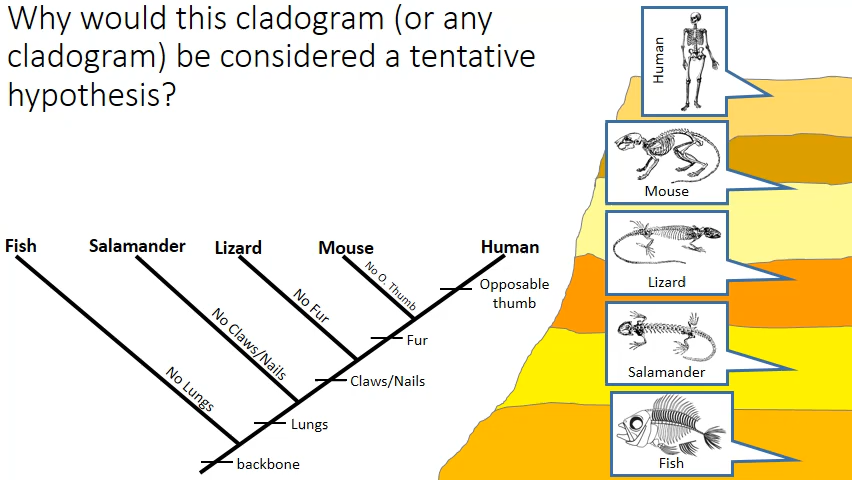 Why would this cladogram (or any
cladogram) be considered a tentative
hypothesis?
Human
Mouse
Lizard
Salamander
Fish
Fish
Salamander
Lizard
Mouse
Human
No Lungs
No Claws/Nails
No Fur
No O. Thumb
Opposable
thumb
Fur
Claws/Nails
Lungs
backbone